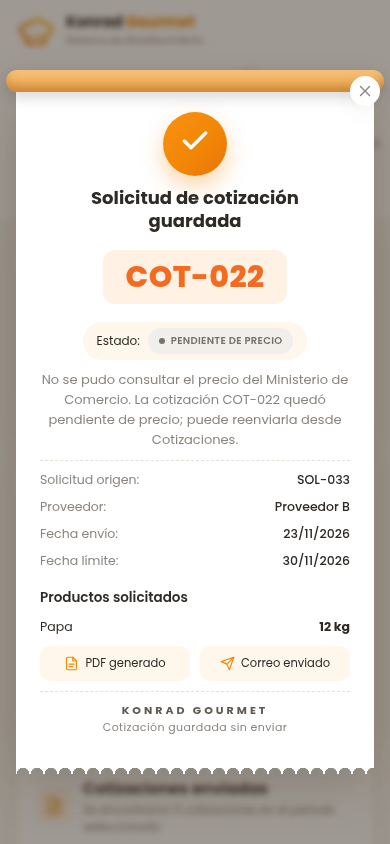 Konrad Gourmet
Solicitud de cotización
guardada
COT-022
Estado: PENDIENTE DE PRECIO
No se pudo consultar el precio del Ministerio de
Comercio. La cotización COT-022 quedó
pendiente de precio; puede reenviarla desde
Cotizaciones.
Solicitud origen: SOL-033
Proveedor: Proveedor B
Fecha envío: 23/11/2026
Fecha límite: 30/11/2026
Productos solicitados
Papa 12 kg
PDF generado Correo enviado
KONRAD GOURMET
Cotización guardada sin enviar
Cotizaciones enviadas